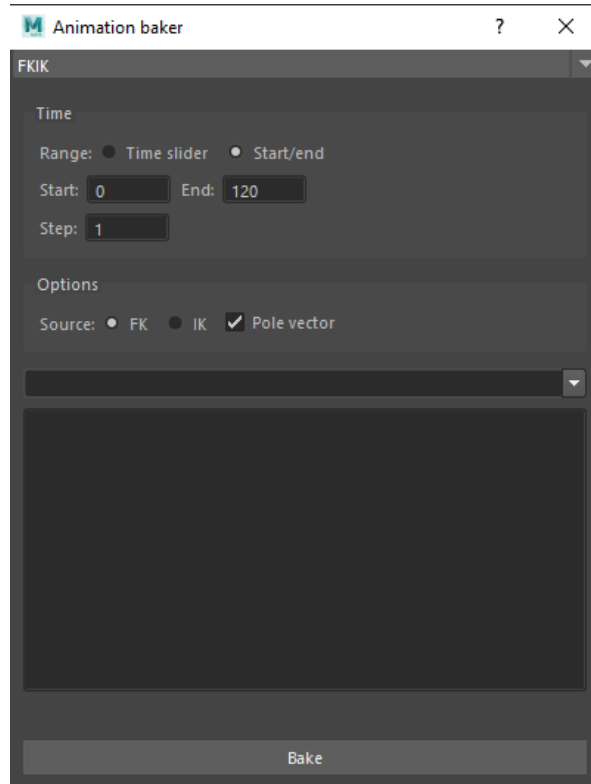 Animation baker ?
FKIK
Time
Range: Time slider Start/end
Start: 0 End: 120
Step: 1
Options
Source: FK IK Pole vector
Bake